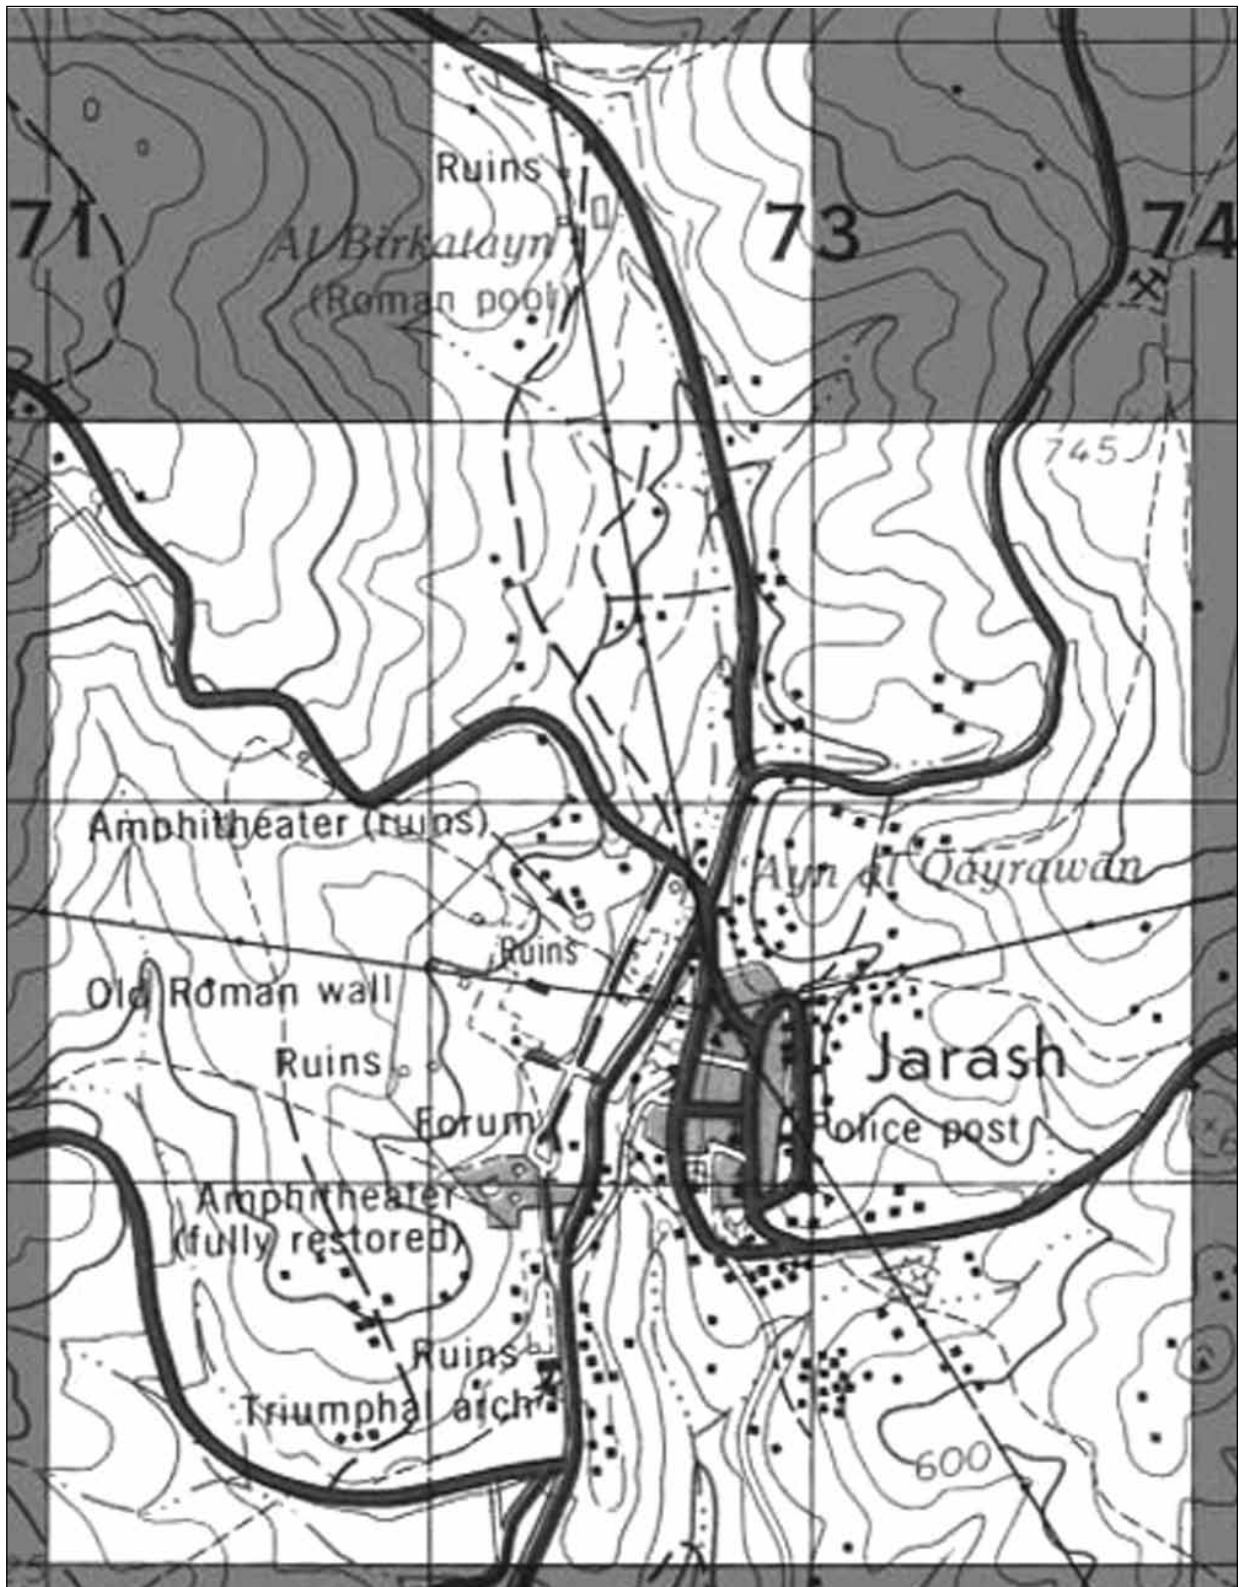 Ruins
71
Al Birkatayn
73
74
(Roman pool)
745
Amphitheater (ruins)
'Ayn al Qayrawān
Ruins
Old Roman wall
Ruins
Jarash
Forum
Police post
Amphitheater
(fully restored)
Ruins
Triumphal arch
600